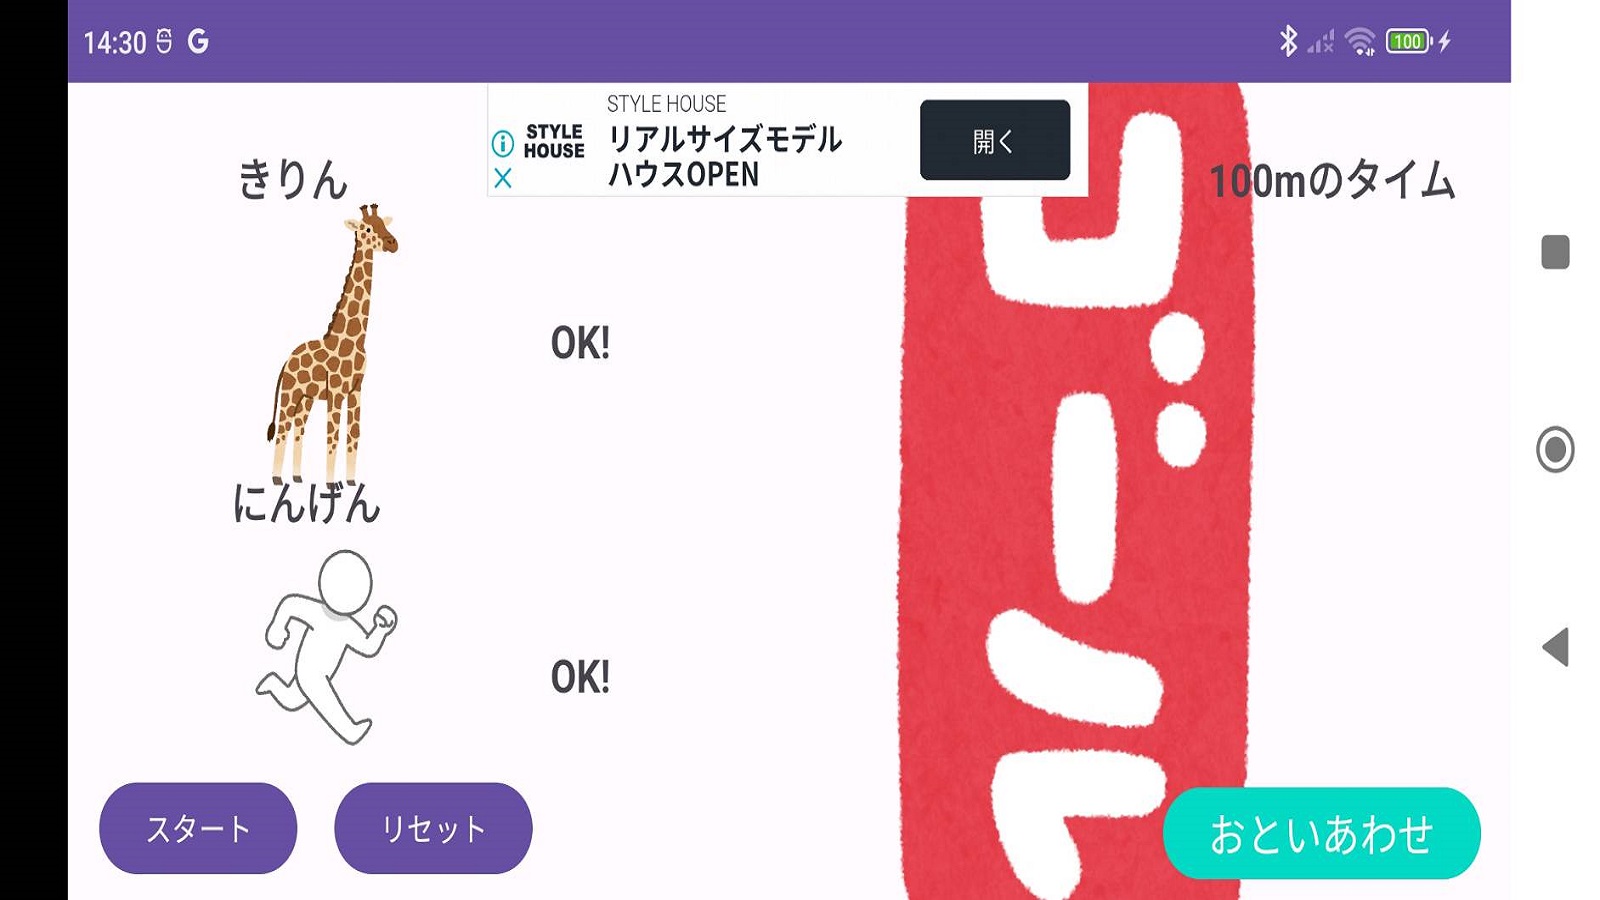 14:30
G
100
STYLE HOUSE
STYLE
HOUSE
リアルサイズモデル
ハウスOPEN
開く
きりん
100mのタイム
OK!
にんげん
OK!
ゴール
スタート
リセット
おといあわせ